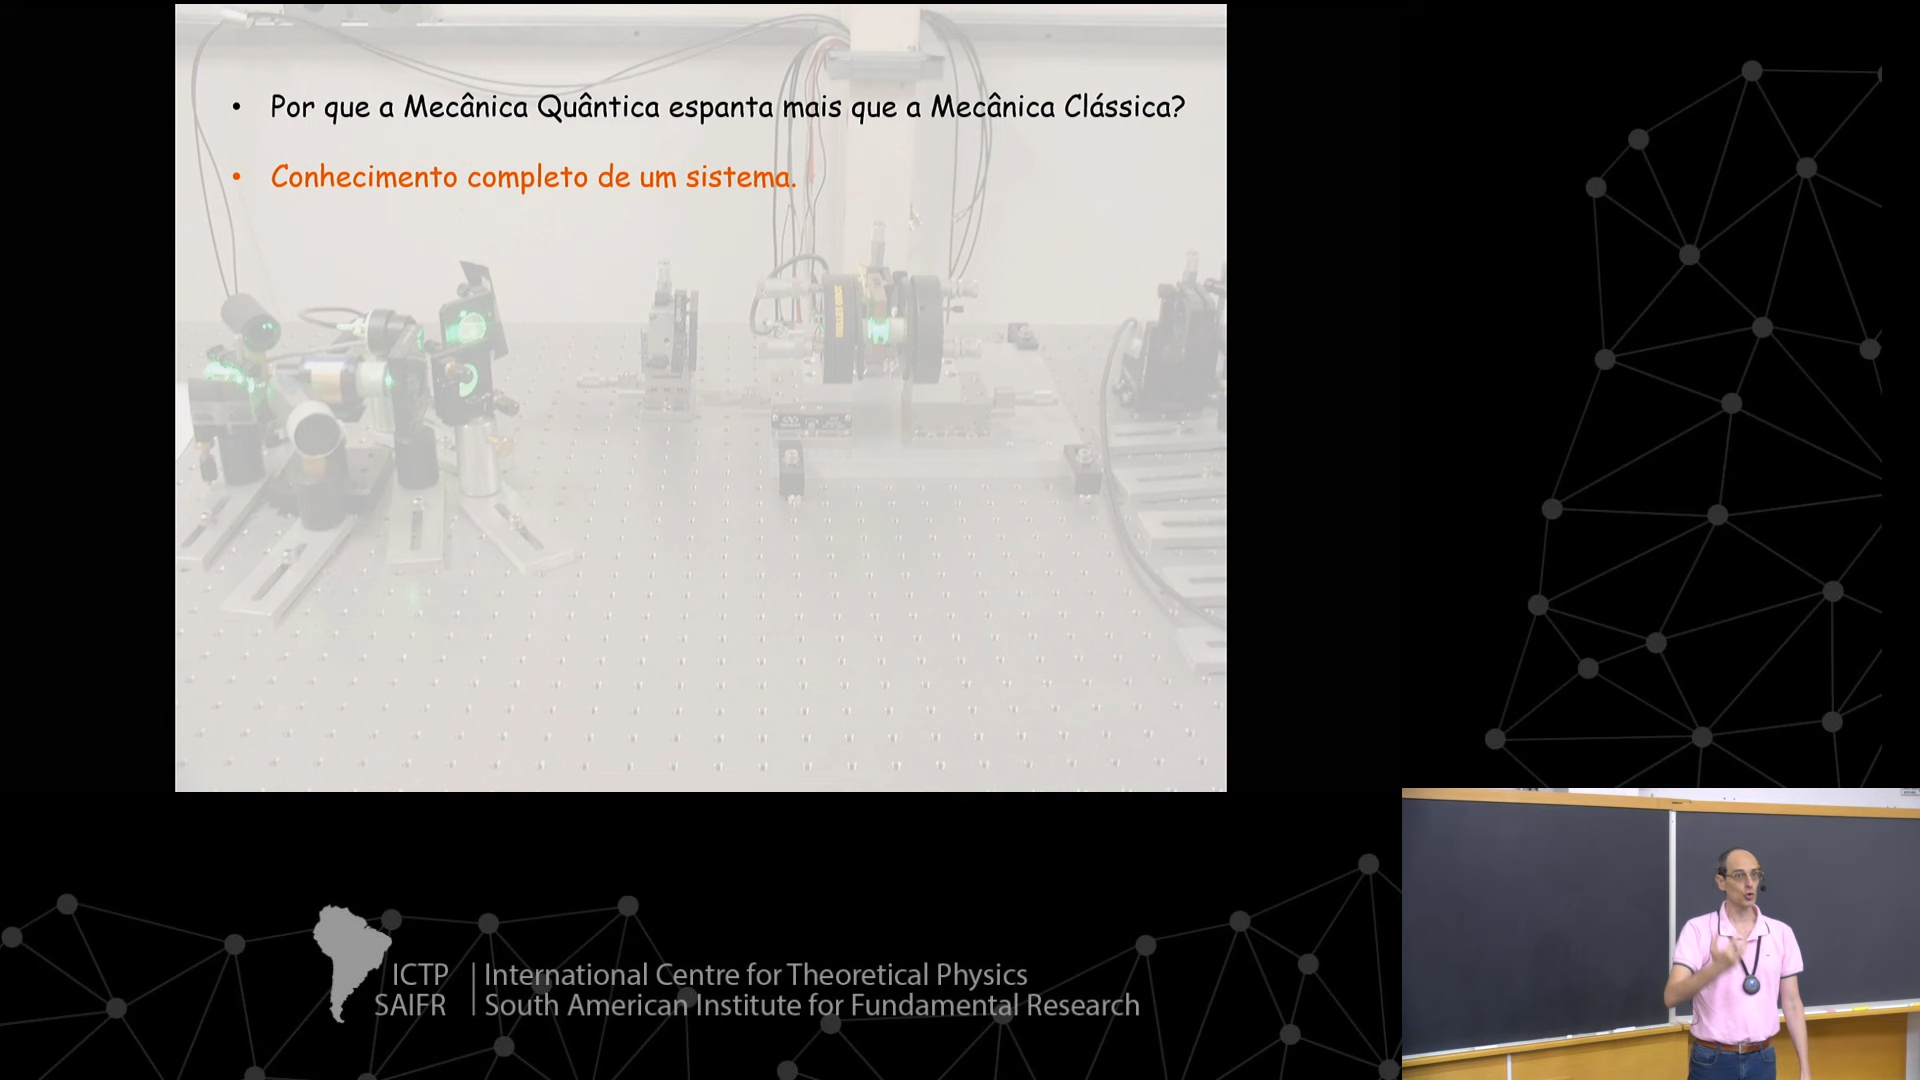 • Por que a Mecânica Quântica espanta mais que a Mecânica Clássica?
• Conhecimento completo de um sistema.
ICTP | International Centre for Theoretical Physics
SAIFR | South American Institute for Fundamental Research